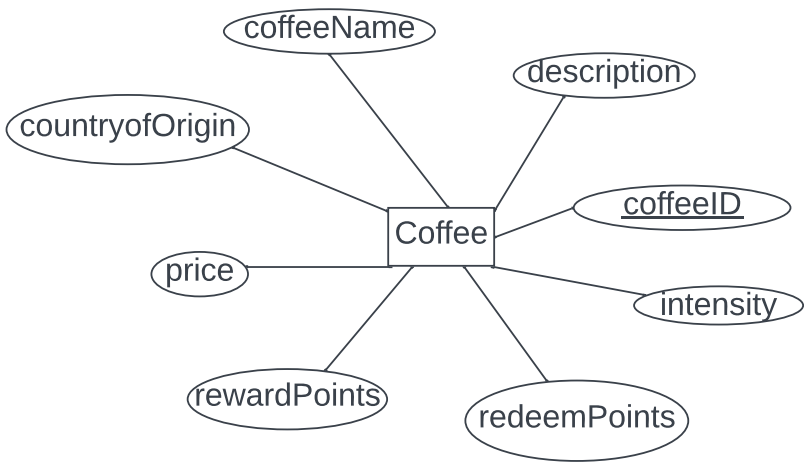 coffeeName
description
countryofOrigin
coffeeID
Coffee
price
intensity
rewardPoints
redeemPoints